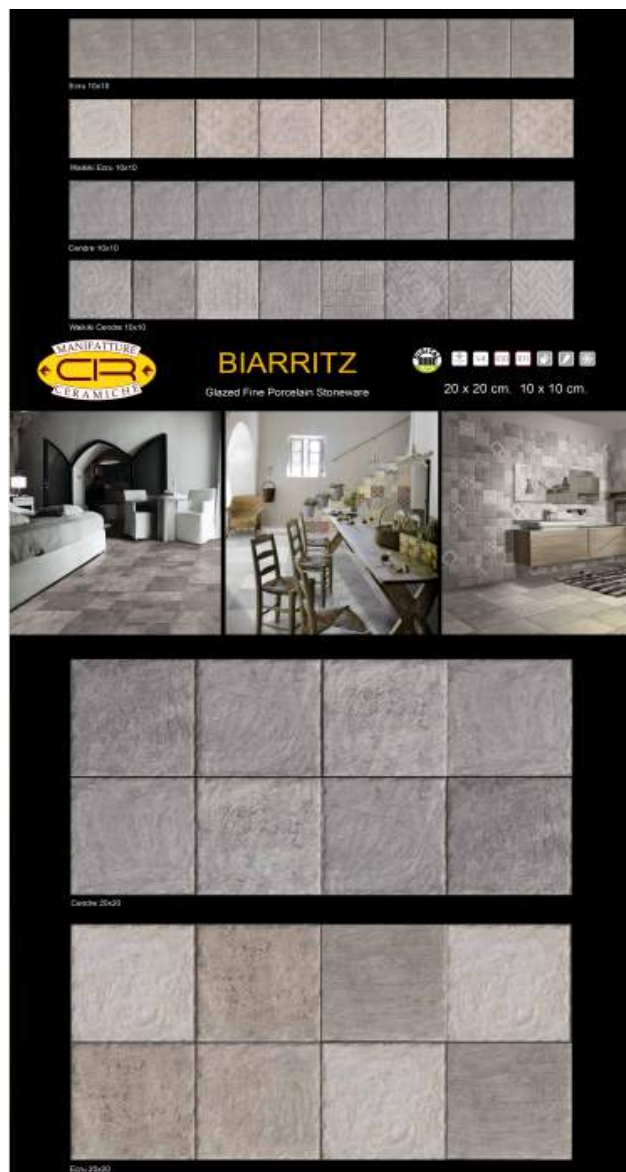 Ecru 10x10
Waikiki Ecru 10x10
Cendre 10x10
Waikiki Cendre 10x10
MANIFATTURE
CIR
CERAMICHE
BIARRITZ
Glazed Fine Porcelain Stoneware
20 x 20 cm. 10 x 10 cm.
Cendre 20x20
Ecru 20x20